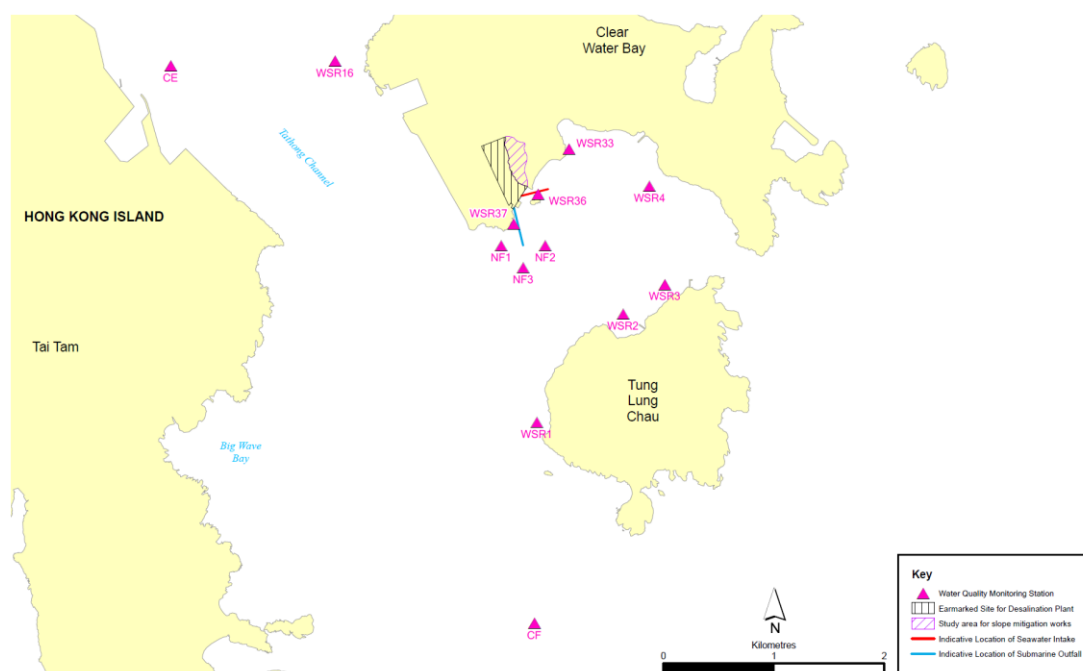 Clear
Water Bay
CE
WSR16
Tathong Channel
WSR33
WSR4
WSR36
HONG KONG ISLAND
WSR37
NF1
NF2
NF3
WSR3
WSR2
Tai Tam
Tung
Lung
Chau
WSR1
Big Wave
Bay
CF
N
Kilometres
0
1
2
Key
Water Quality Monitoring Station
Earmarked Site for Desalination Plant
Study area for slope mitigation works
Indicative Location of Seawater Intake
Indicative Location of Submarine Outfall